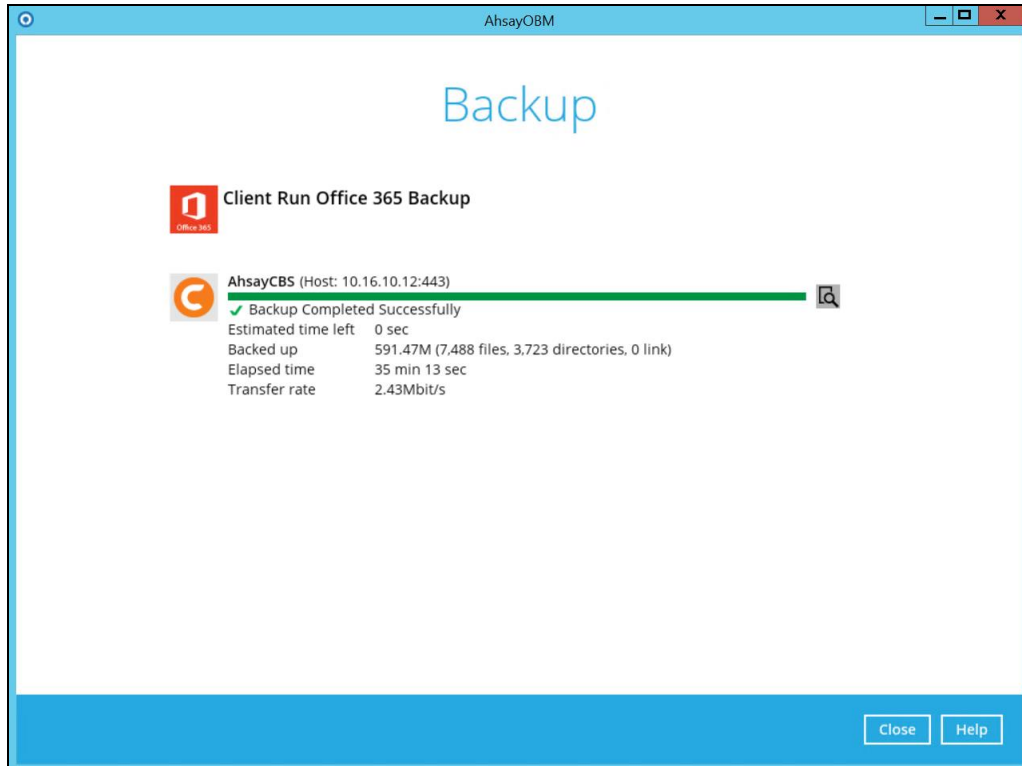 AhsayOBM
Backup
Client Run Office 365 Backup
Office 365
AhsayCBS (Host: 10.16.10.12:443)
Backup Completed Successfully
Estimated time left 0 sec
Backed up 591.47M (7,488 files, 3,723 directories, 0 link)
Elapsed time 35 min 13 sec
Transfer rate 2.43Mbit/s
Close Help